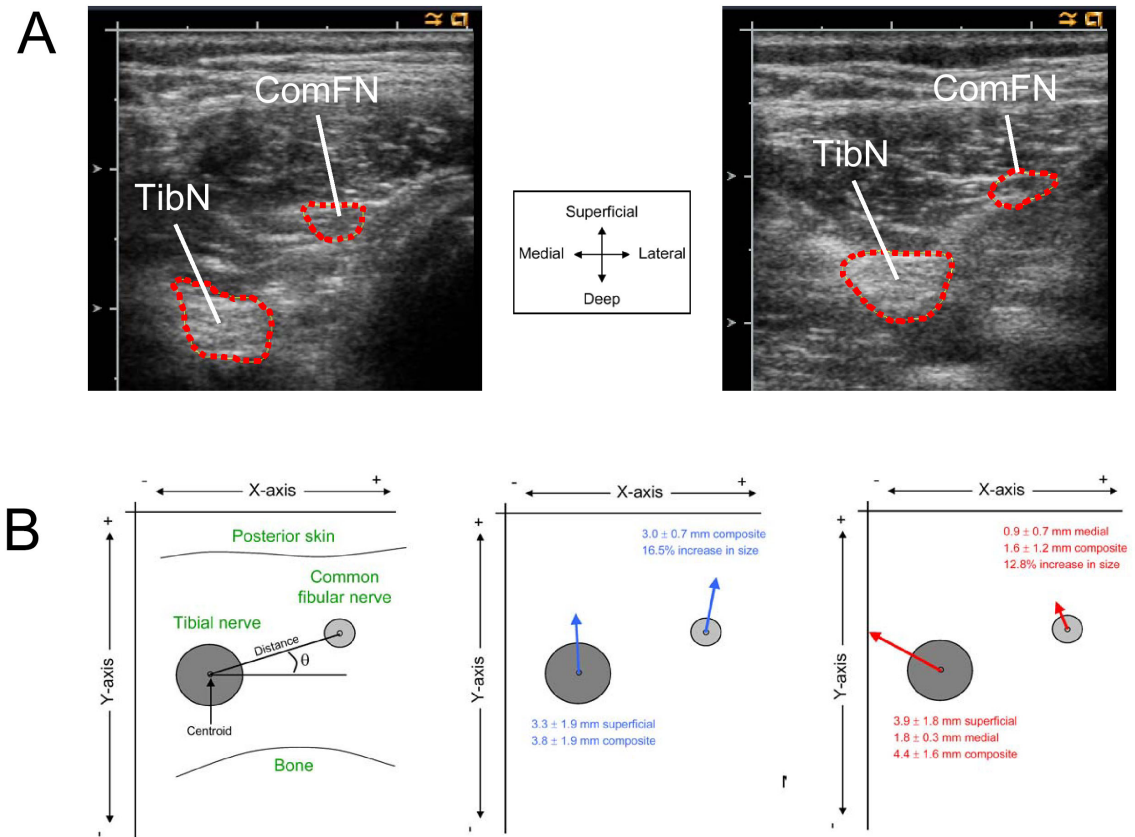 A
ComFN
TibN
Superficial
Medial
Lateral
Deep
ComFN
TibN
B
- X-axis +
+
Y-axis
-
Posterior skin
Common
fibular nerve
Tibial nerve
Distance
θ
Centroid
Bone
- X-axis +
+
Y-axis
-
3.0 ± 0.7 mm composite
16.5% increase in size
3.3 ± 1.9 mm superficial
3.8 ± 1.9 mm composite
- X-axis +
+
Y-axis
-
0.9 ± 0.7 mm medial
1.6 ± 1.2 mm composite
12.8% increase in size
3.9 ± 1.8 mm superficial
1.8 ± 0.3 mm medial
4.4 ± 1.6 mm composite